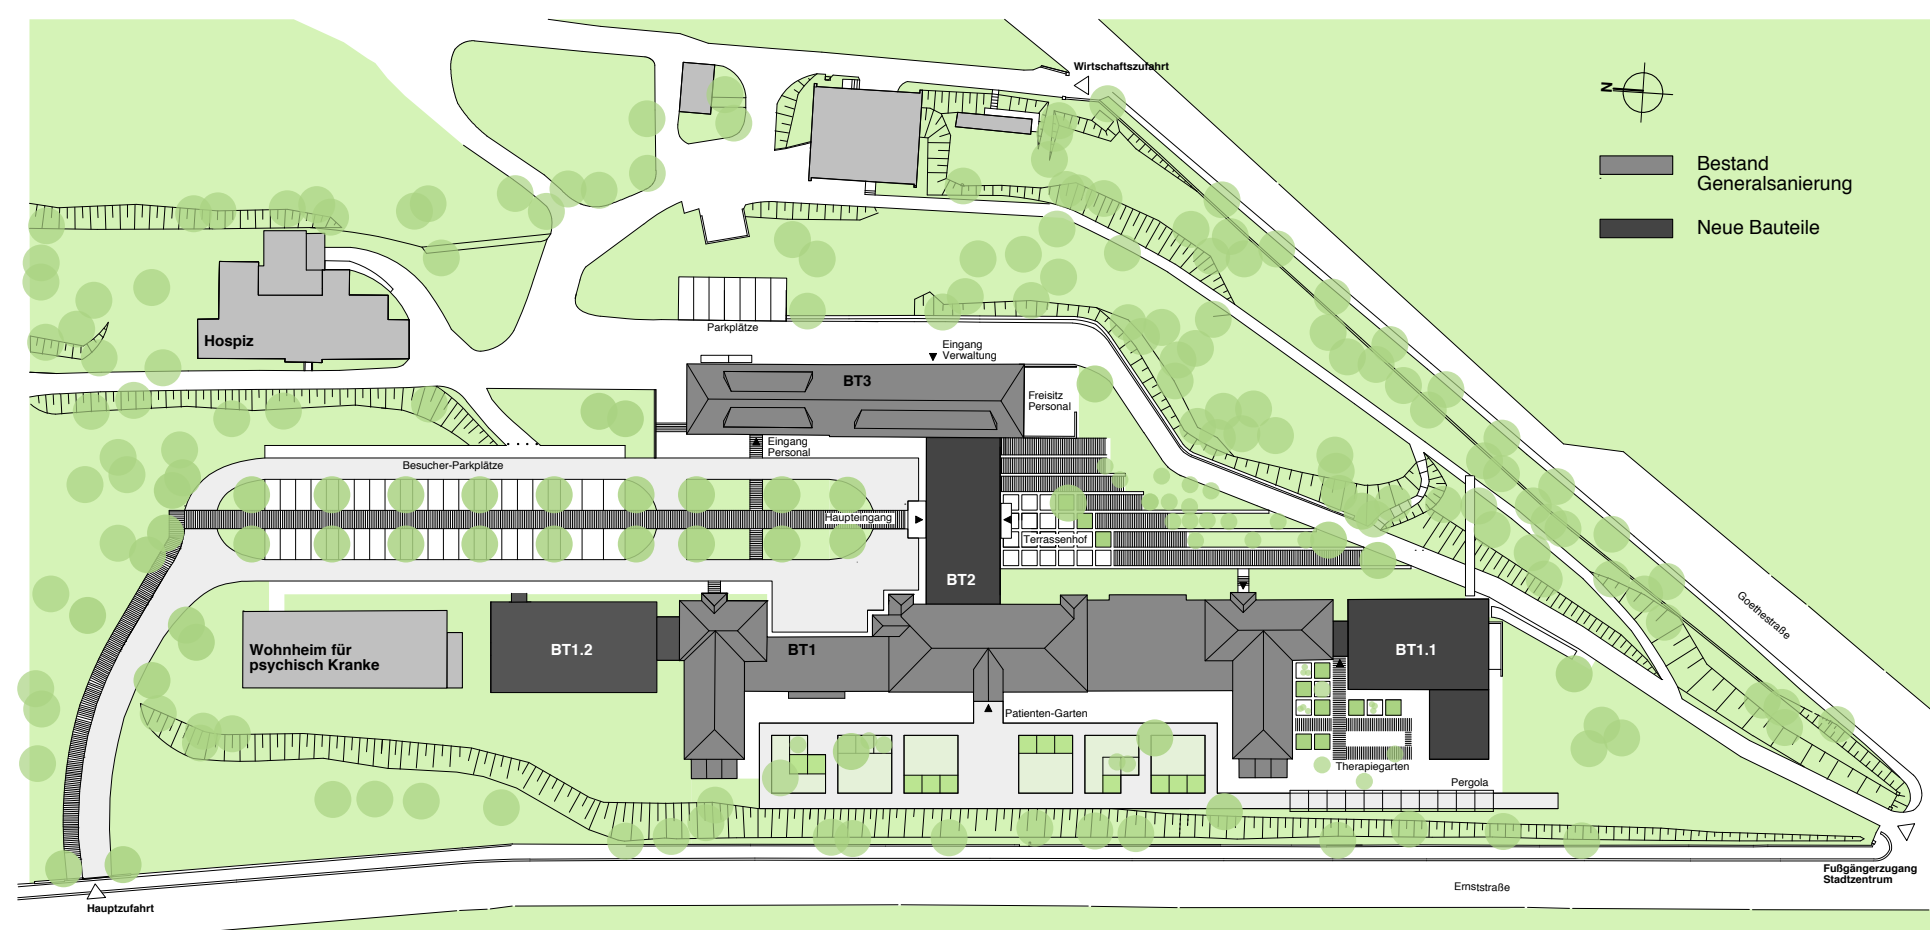 Wirtschaftszufahrt
N
Bestand
Generalsanierung
Neue Bauteile
Hospiz
Parkplätze
Eingang
Verwaltung
BT3
Freisitz
Personal
Eingang
Personal
Besucher-Parkplätze
Haupteingang
Terrassenhof
BT2
Goethestraße
Wohnheim für
psychisch Kranke
BT1.2
BT1
BT1.1
Patienten-Garten
Therapiegarten
Pergola
Fußgängerzugang
Stadtzentrum
Ernststraße
Hauptzufahrt